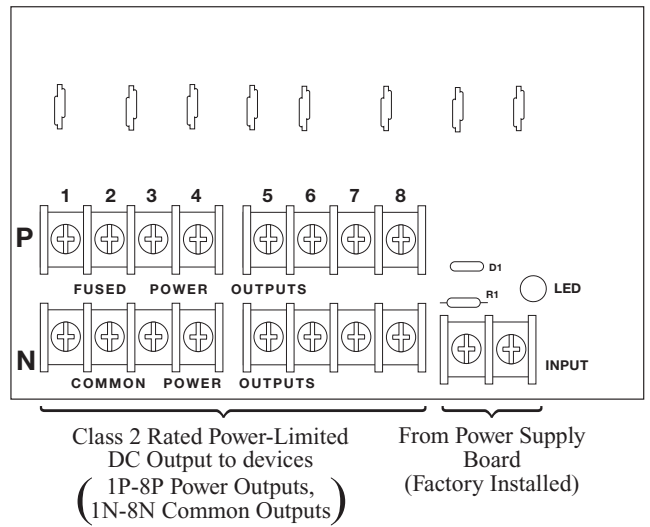 1 2 3 4 5 6 7 8
P
D1
FUSED POWER OUTPUTS
LED
R1
N
INPUT
COMMON POWER OUTPUTS
Class 2 Rated Power-Limited
DC Output to devices
(1P-8P Power Outputs,
1N-8N Common Outputs)
From Power Supply
Board
(Factory Installed)